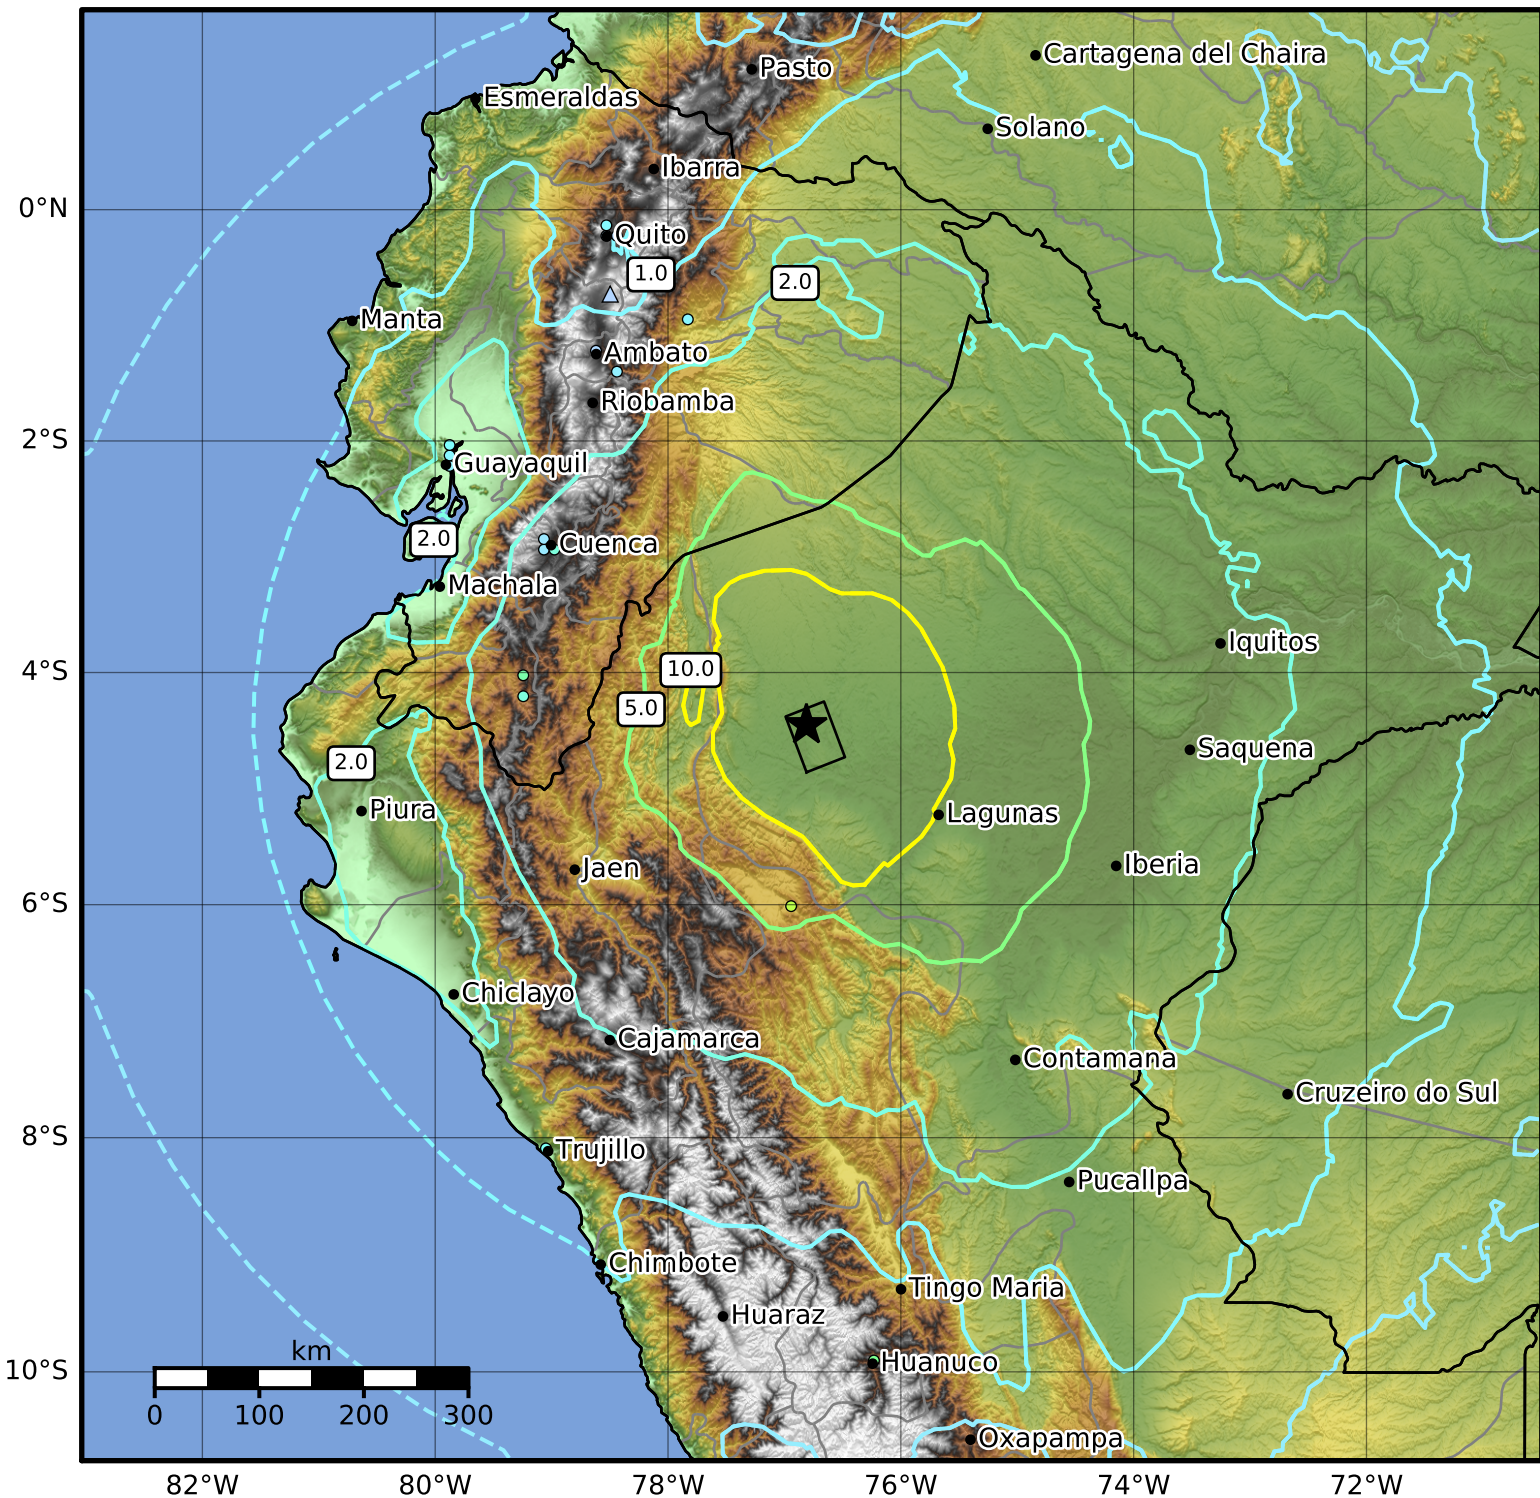 Cartagena del Chaira
Pasto
Esmeraldas
Solano
Ibarra
0°N
Quito
1.0
2.0
Manta
Ambato
Riobamba
2°S
Guayaquil
2.0
Cuenca
Machala
Iquitos
4°S
10.0
5.0
Saquena
2.0
Piura
Lagunas
Iberia
Jaen
6°S
Chiclayo
Cajamarca
Contamana
Cruzeiro do Sul
8°S
Trujillo
Pucallpa
Chimbote
Tingo Maria
Huaraz
km
Huanuco
10°S
0 100 200 300
Oxapampa
82°W 80°W 78°W 76°W 74°W 72°W